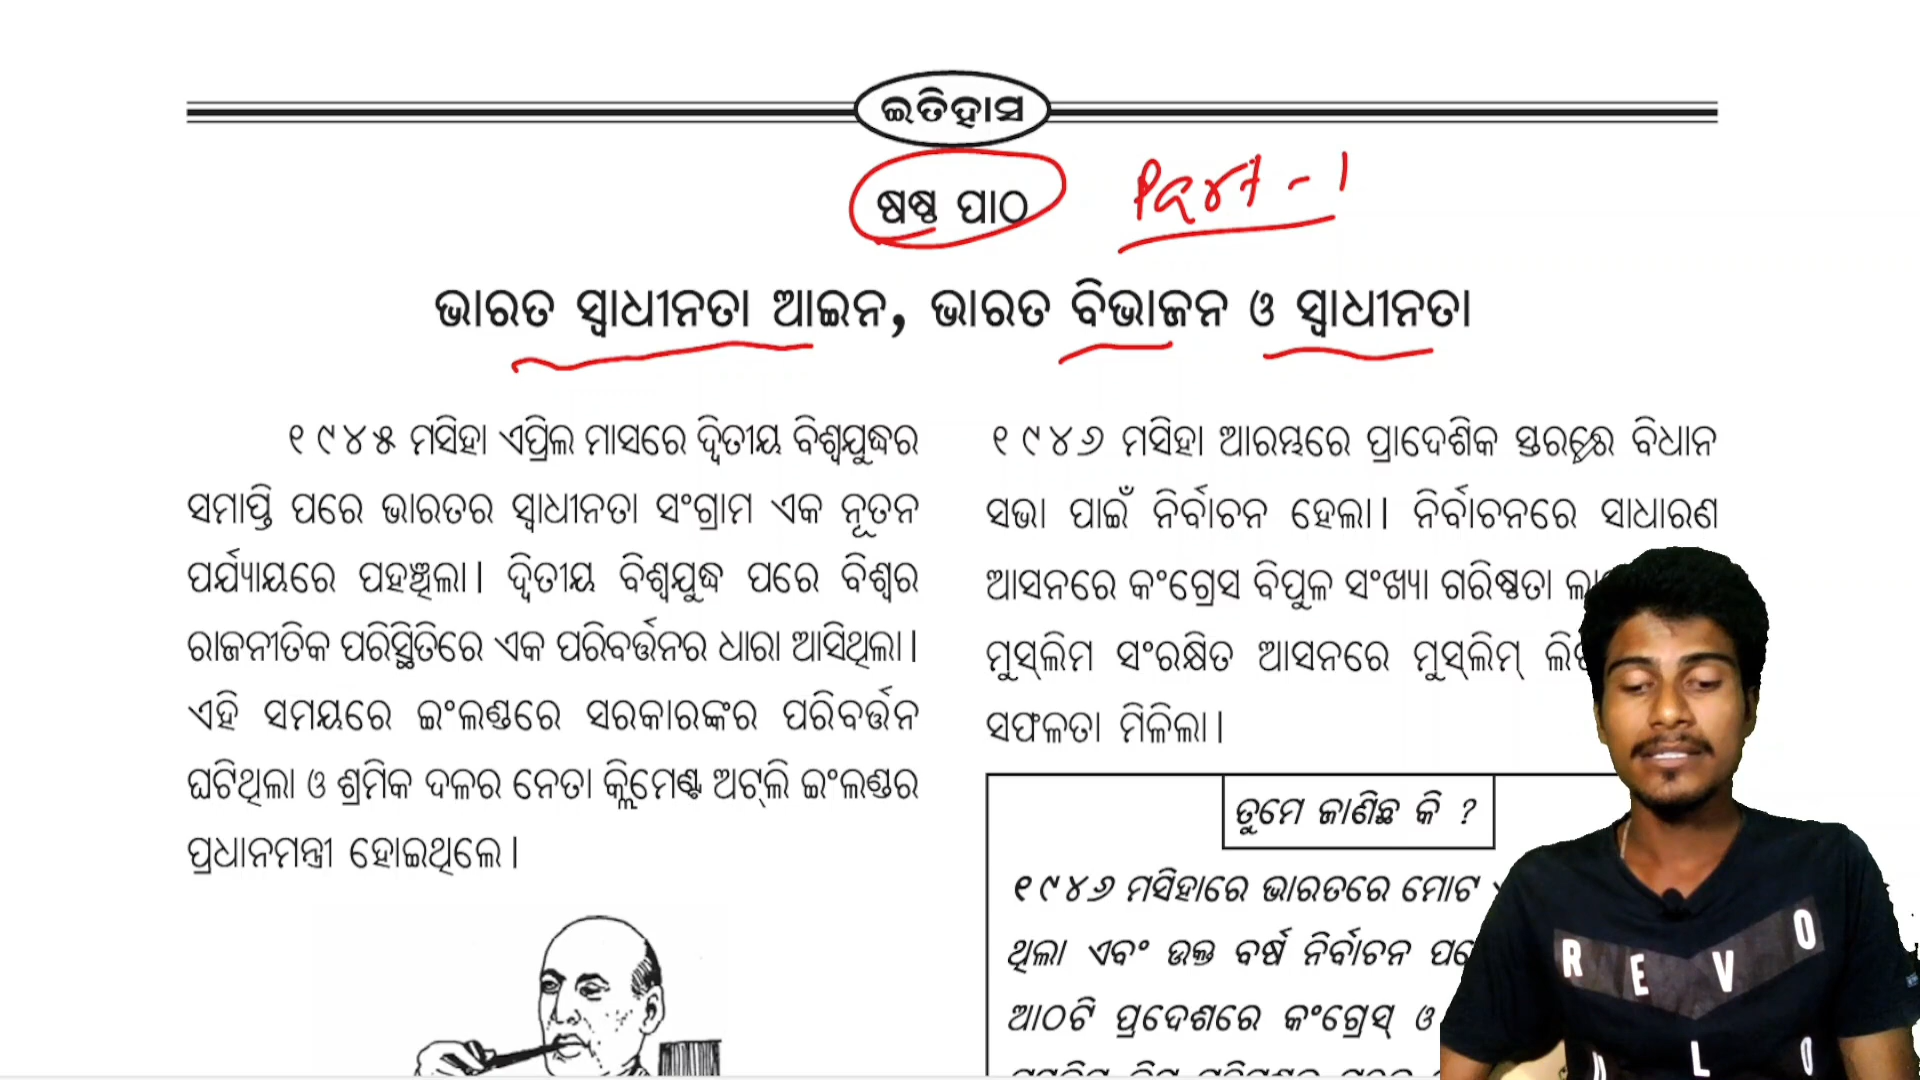 ଇତିହାସ
ଷଷ୍ଠ ପାଠ
Part - 1
ଭାରତ ସ୍ୱାଧୀନତା ଆଇନ, ଭାରତ ବିଭାଜନ ଓ ସ୍ୱାଧୀନତା
୧୯୪୫ ମସିହା ଏପ୍ରିଲ ମାସରେ ଦ୍ୱିତୀୟ ବିଶ୍ୱଯୁଦ୍ଧର
ସମାପ୍ତି ପରେ ଭାରତର ସ୍ୱାଧୀନତା ସଂଗ୍ରାମ ଏକ ନୂତନ
ପର୍ଯ୍ୟାୟରେ ପହଞ୍ଚିଲା। ଦ୍ୱିତୀୟ ବିଶ୍ୱଯୁଦ୍ଧ ପରେ ବିଶ୍ୱର
ରାଜନୀତିକ ପରିସ୍ଥିତିରେ ଏକ ପରିବର୍ତ୍ତନର ଧାରା ଆସିଥିଲା।
ଏହି ସମୟରେ ଇଂଲଣ୍ଡରେ ସରକାରଙ୍କର ପରିବର୍ତ୍ତନ
ଘଟିଥିଲା ଓ ଶ୍ରମିକ ଦଳର ନେତା କ୍ଲିମେଣ୍ଟ ଅଟ୍‌ଲି ଇଂଲଣ୍ଡର
ପ୍ରଧାନମନ୍ତ୍ରୀ ହୋଇଥିଲେ।
୧୯୪୬ ମସିହା ଆରମ୍ଭରେ ପ୍ରାଦେଶିକ ସ୍ତରରେ ବିଧାନ
ସଭା ପାଇଁ ନିର୍ବାଚନ ହେଲା। ନିର୍ବାଚନରେ ସାଧାରଣ
ଆସନରେ କଂଗ୍ରେସ ବିପୁଳ ସଂଖ୍ୟା ଗରିଷ୍ଠତା
ମୁସ୍‌ଲିମ ସଂରକ୍ଷିତ ଆସନରେ ମୁସ୍‌ଲିମ୍
ସଫଳତା ମିଳିଲା।
ତୁମେ ଜାଣିଛ କି ?
୧୯୪୬ ମସିହାରେ ଭାରତରେ ମୋଟ
ଥିଲା ଏବଂ ଉକ୍ତ ବର୍ଷ ନିର୍ବାଚନ
ଆଠଟି ପ୍ରଦେଶରେ କଂଗ୍ରେସ୍ ଓ
REVO